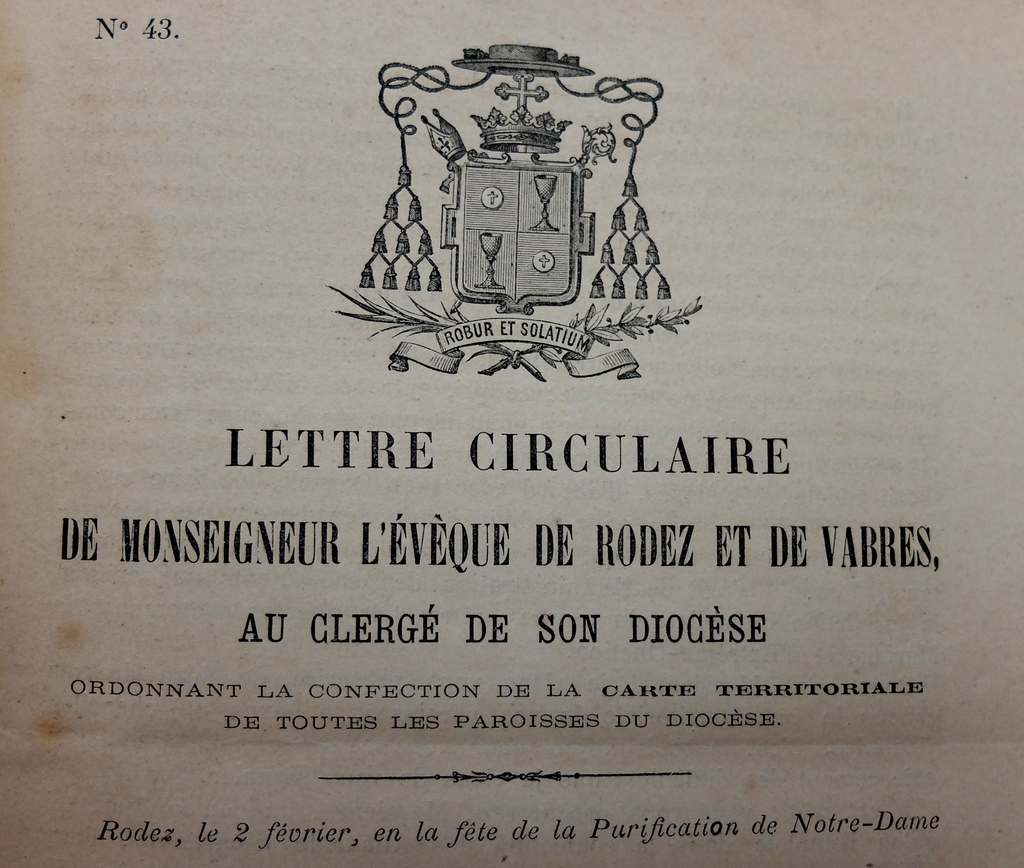 N° 43.
ROBUR ET SOLATIUM
LETTRE CIRCULAIRE
DE MONSEIGNEUR L'ÉVÈQUE DE RODEZ ET DE VABRES,
AU CLERGÉ DE SON DIOCÈSE
ORDONNANT LA CONFECTION DE LA CARTE TERRITORIALE
DE TOUTES LES PAROISSES DU DIOCÈSE.
Rodez, le 2 février, en la fête de la Purification de Notre-Dame